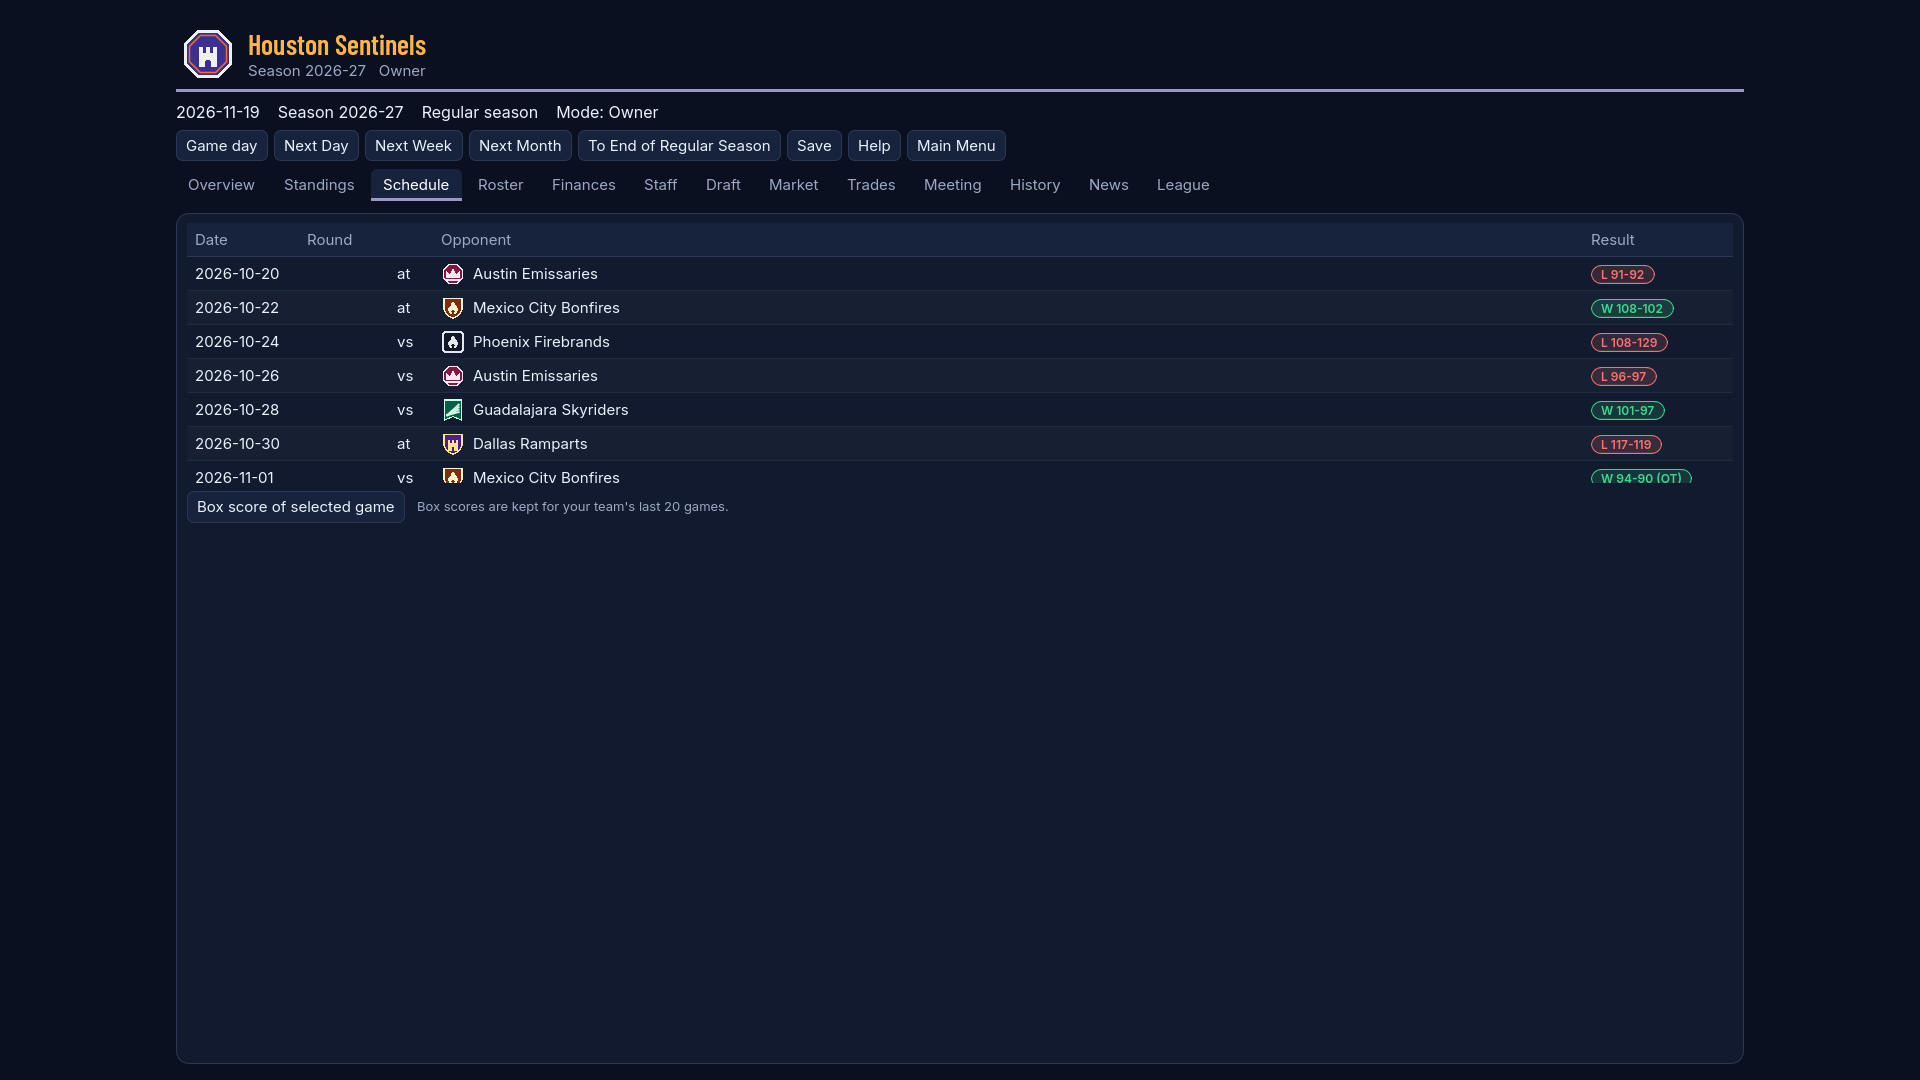 Houston Sentinels
Season 2026-27 Owner
2026-11-19 Season 2026-27 Regular season Mode: Owner
Game day Next Day Next Week Next Month To End of Regular Season Save Help Main Menu
Overview Standings Schedule Roster Finances Staff Draft Market Trades Meeting History News League
Date Round Opponent Result
2026-10-20 at Austin Emissaries L 91-92
2026-10-22 at Mexico City Bonfires W 108-102
2026-10-24 vs Phoenix Firebrands L 108-129
2026-10-26 vs Austin Emissaries L 96-97
2026-10-28 vs Guadalajara Skyriders W 101-97
2026-10-30 at Dallas Ramparts L 117-119
2026-11-01 vs Mexico City Bonfires W 94-90 (OT)
Box score of selected game Box scores are kept for your team's last 20 games.